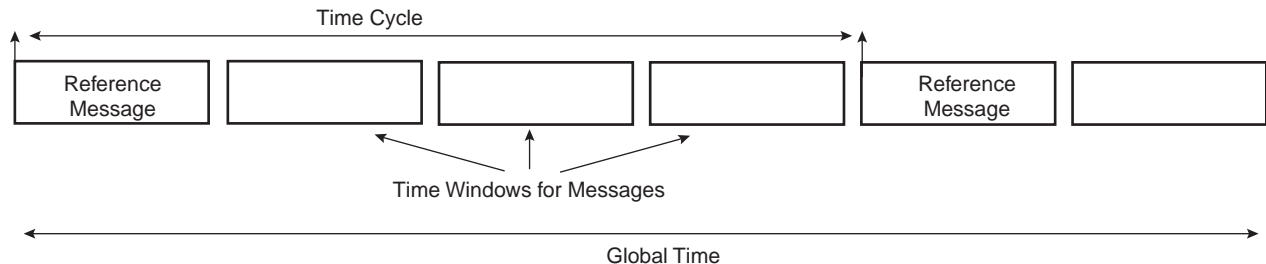 Time Cycle
Reference
Message
Reference
Message
Time Windows for Messages
Global Time